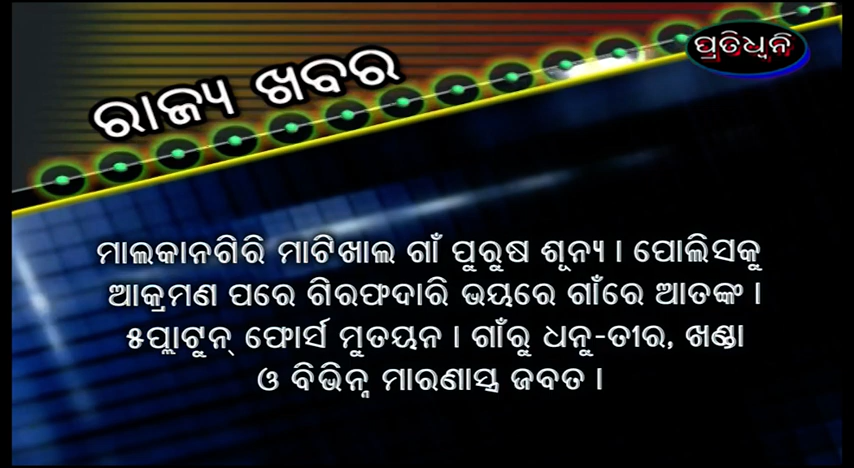 ପ୍ରତିଧ୍ୱନି
ରାଜ୍ୟ ଖବର
ମାଲକାନଗିରି ମାଟିଖାଲ ଗାଁ ପୁରୁଷ ଶୂନ୍ୟ । ପୋଲିସକୁ
ଆକ୍ରମଣ ପରେ ଗିରଫଦାରି ଭୟରେ ଗାଁରେ ଆତଙ୍କ ।
୫ପ୍ଲାଟୁନ୍ ଫୋର୍ସ ମୁତୟନ । ଗାଁରୁ ଧନୁ-ତୀର, ଖଣ୍ଡା
ଓ ବିଭିନ୍ନ ମାରଣାସ୍ତ୍ର ଜବତ ।